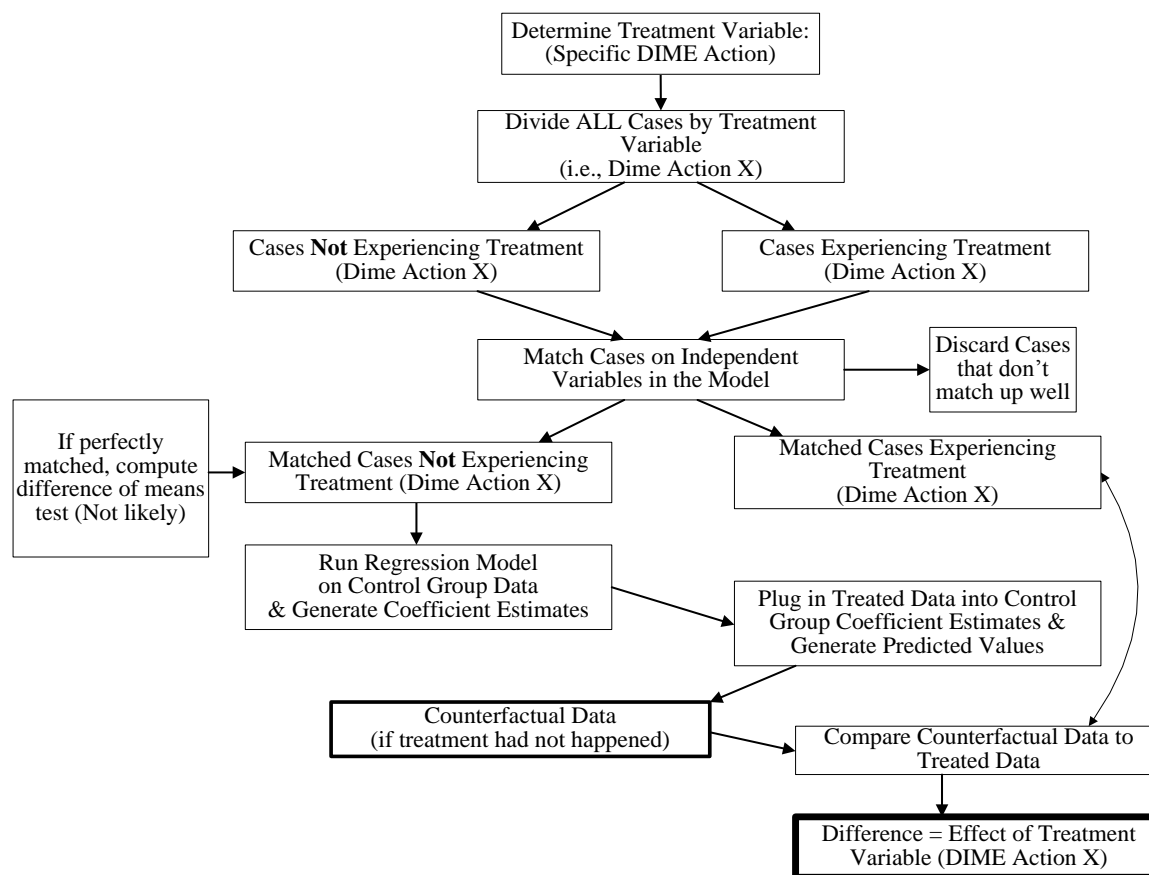 Determine Treatment Variable:
(Specific DIME Action)
Divide ALL Cases by Treatment
Variable
(i.e., Dime Action X)
Cases Not Experiencing Treatment
(Dime Action X)
Cases Experiencing Treatment
(Dime Action X)
Match Cases on Independent
Variables in the Model
Discard Cases
that don’t
match up well
If perfectly
matched, compute
difference of means
test (Not likely)
Matched Cases Not Experiencing
Treatment (Dime Action X)
Matched Cases Experiencing
Treatment
(Dime Action X)
Run Regression Model
on Control Group Data
& Generate Coefficient Estimates
Plug in Treated Data into Control
Group Coefficient Estimates &
Generate Predicted Values
Counterfactual Data
(if treatment had not happened)
Compare Counterfactual Data to
Treated Data
Difference = Effect of Treatment
Variable (DIME Action X)